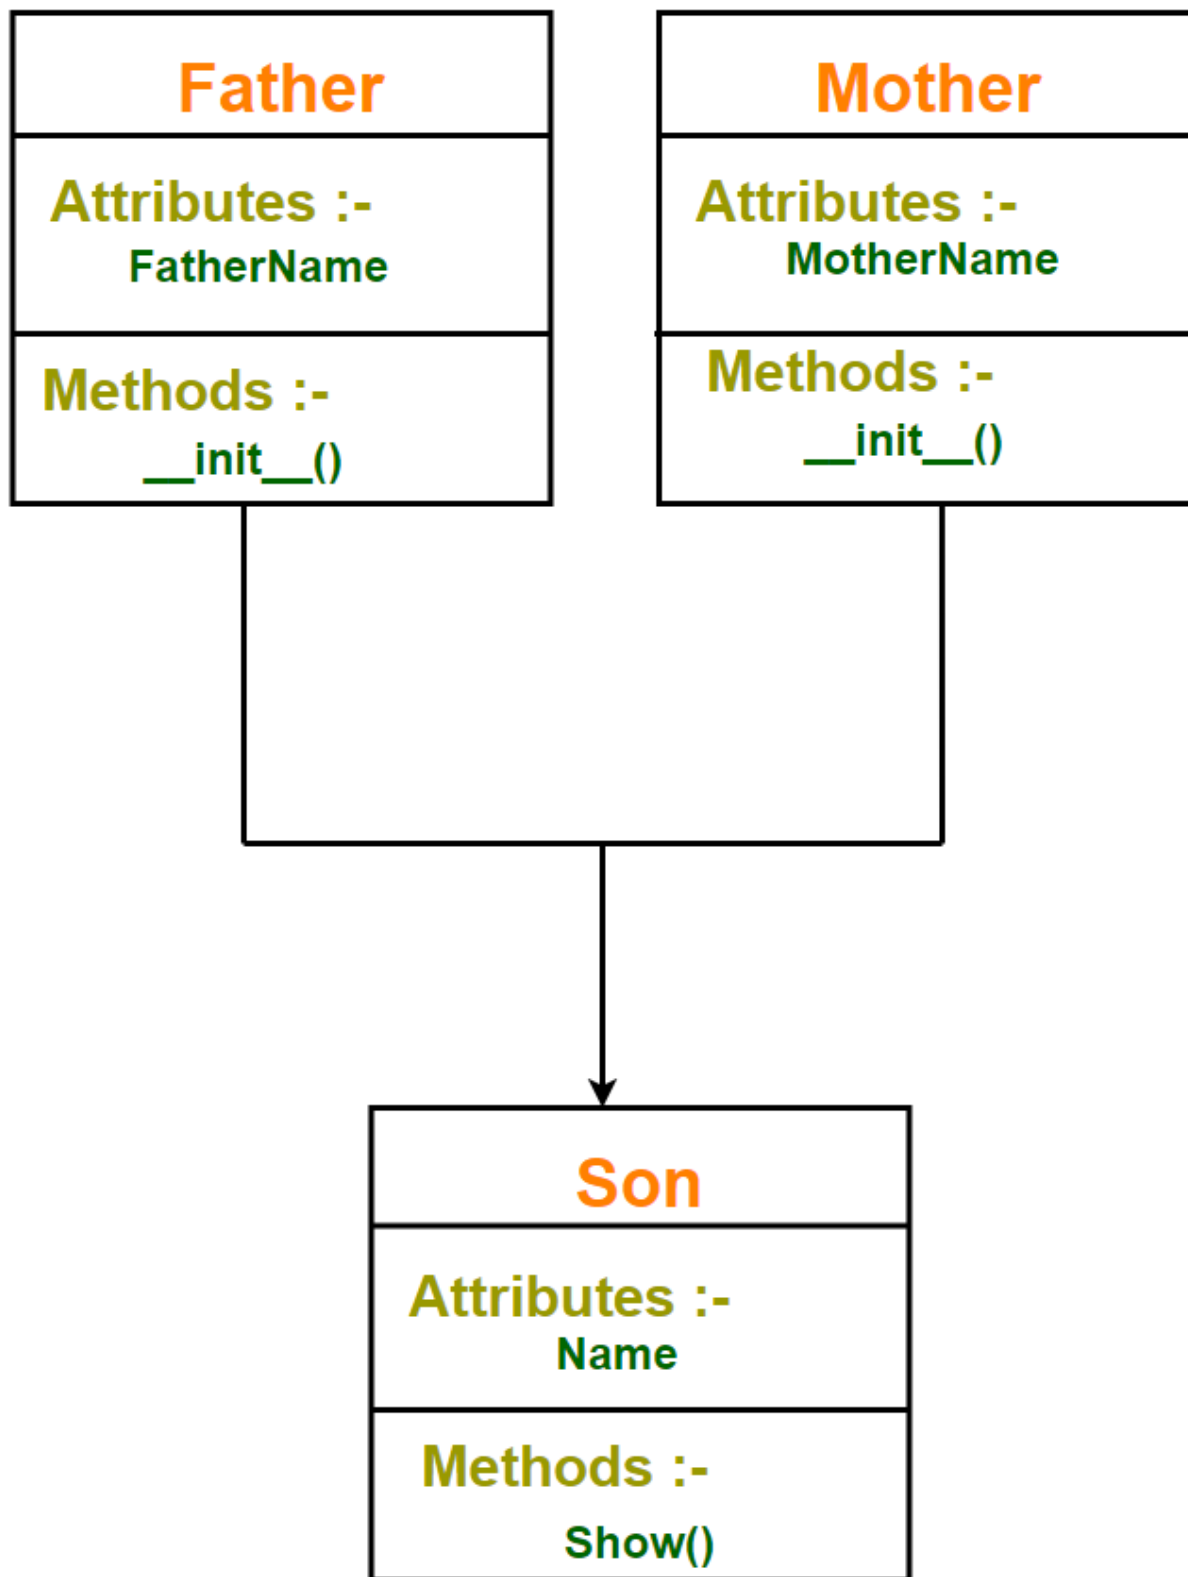 Father
Attributes :-
FatherName
Methods :-
__init__()
Mother
Attributes :-
MotherName
Methods :-
__init__()
Son
Attributes :-
Name
Methods :-
Show()